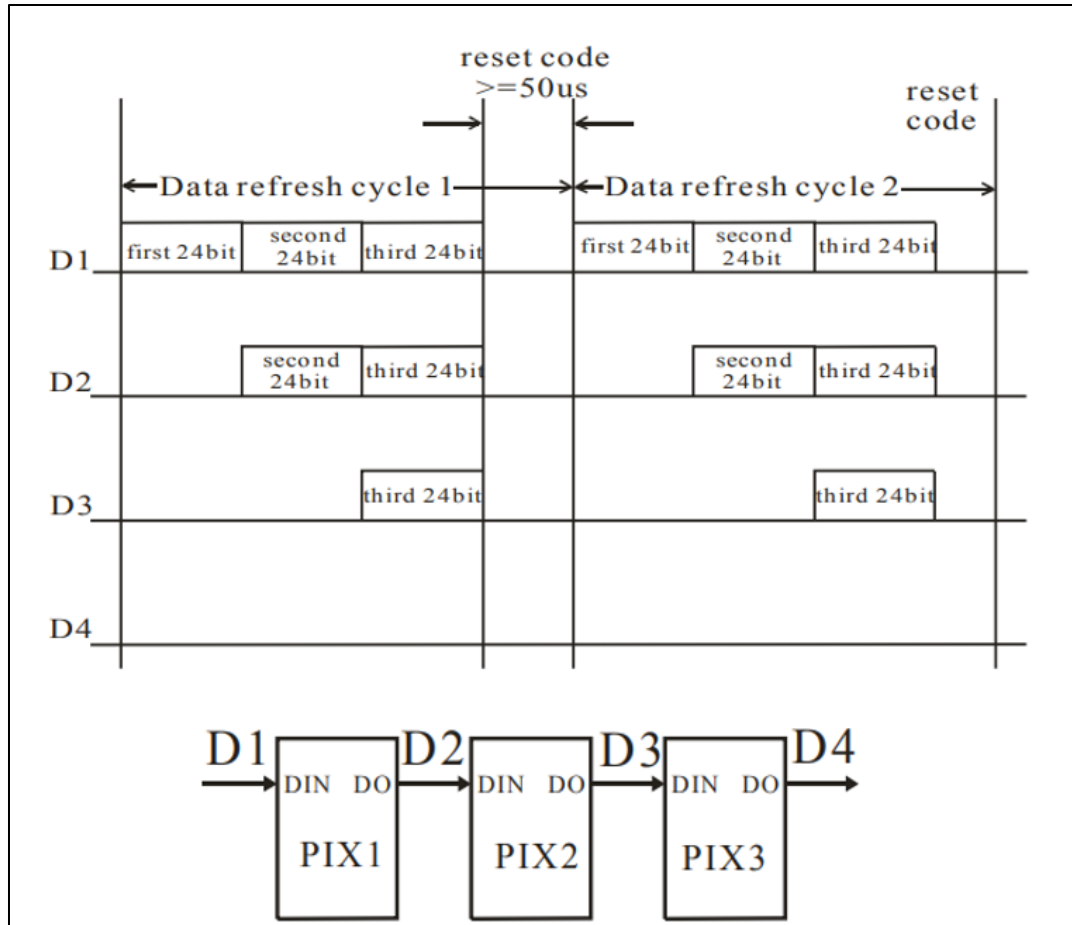 reset code
>=50us
reset
code
Data refresh cycle 1
Data refresh cycle 2
D1
first 24bit
second
24bit
third 24bit
first 24bit
second
24bit
third 24bit
D2
second
24bit
third 24bit
second
24bit
third 24bit
D3
third 24bit
third 24bit
D4
D1
D2
D3
D4
DIN DO
DIN DO
DIN DO
PIX1
PIX2
PIX3